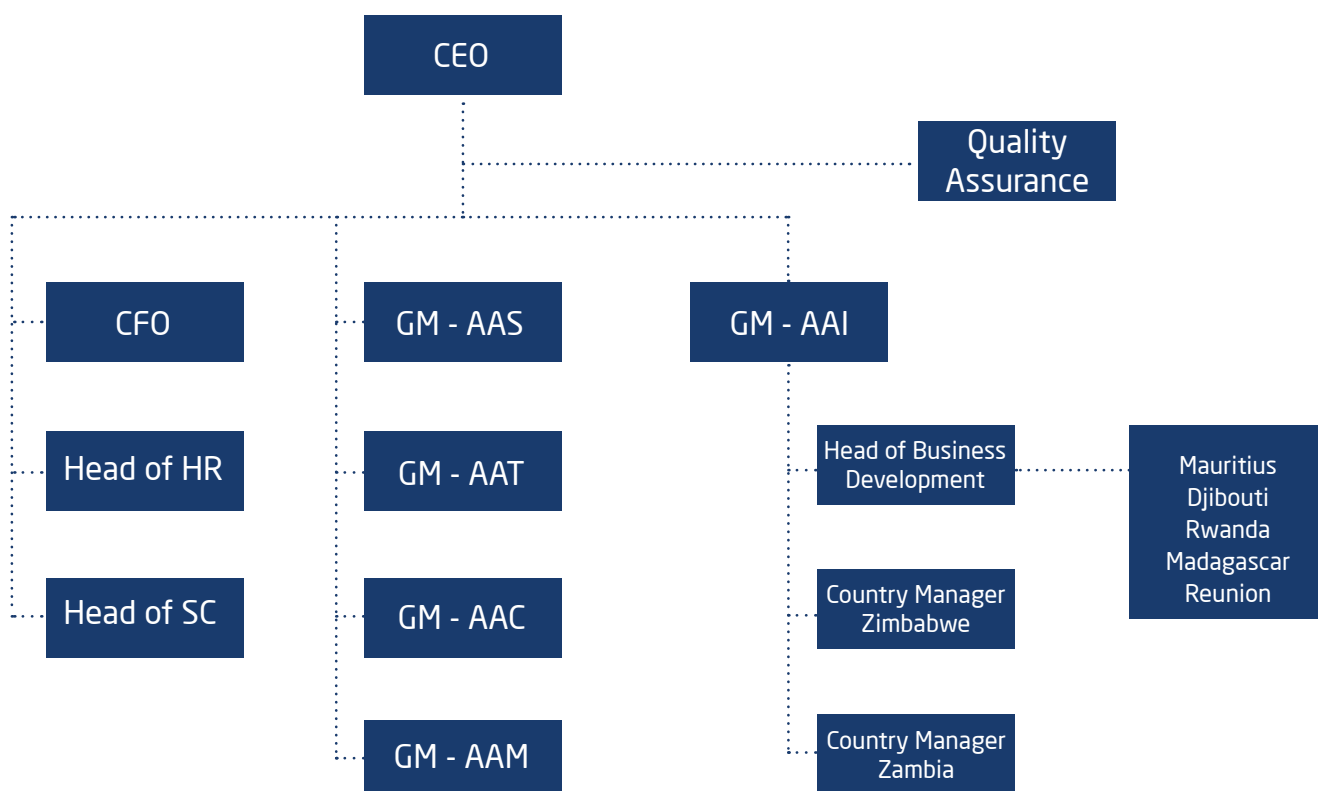 CEO
Quality
Assurance
CFO
GM - AAS
GM - AAI
Head of HR
GM - AAT
Head of Business
Development
Mauritius
Djibouti
Rwanda
Madagascar
Reunion
Head of SC
GM - AAC
Country Manager
Zimbabwe
GM - AAM
Country Manager
Zambia